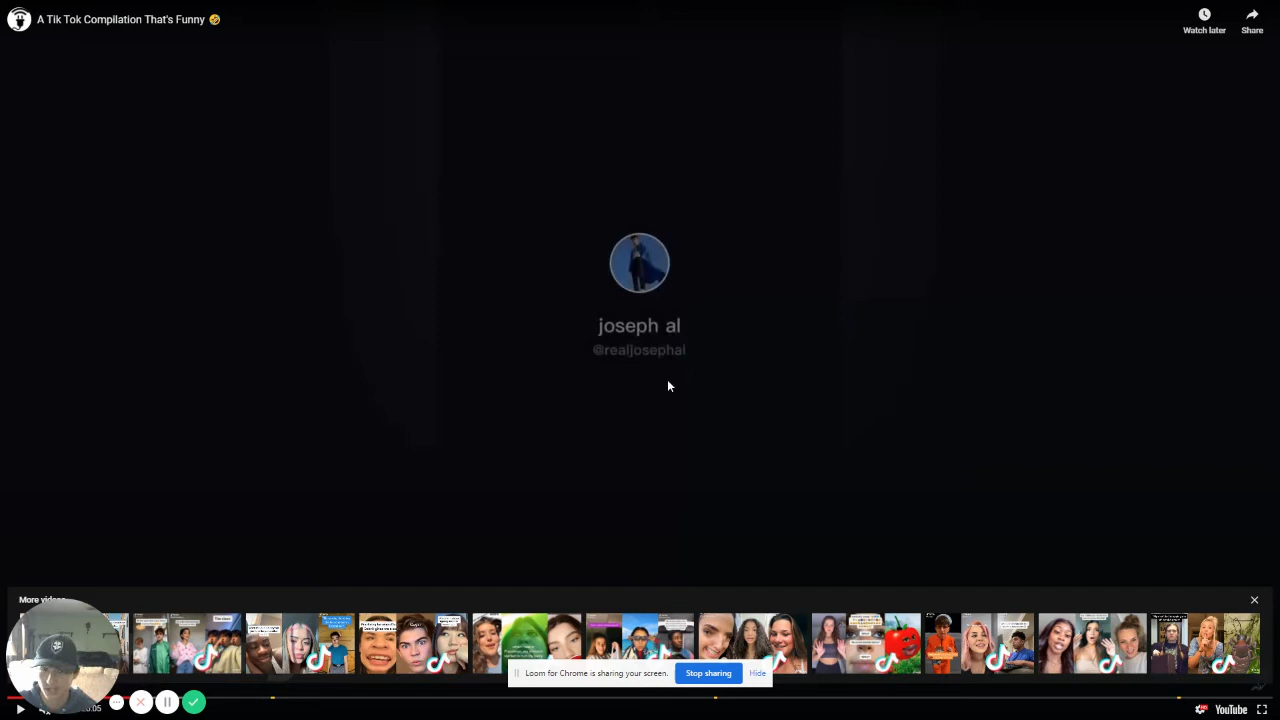 A Tik Tok Compilation That's Funny 🤣
Watch later
Share
joseph al
@realjosephal
More videos
Loom for Chrome is sharing your screen.
Stop sharing
Hide
YouTube